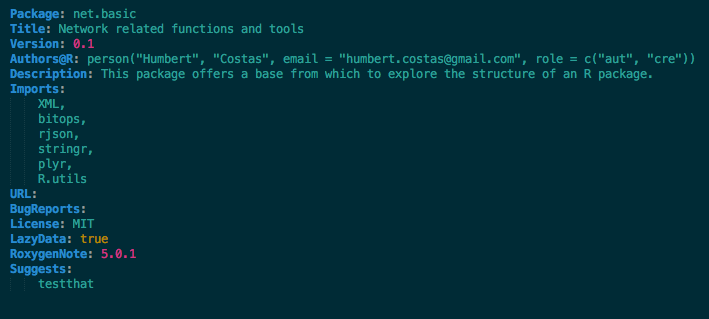 Package: net.basic
Title: Network related functions and tools
Version: 0.1
Authors@R: person("Humbert", "Costas", email = "humbert.costas@gmail.com", role = c("aut", "cre"))
Description: This package offers a base from which to explore the structure of an R package.
Imports:
    XML,
    bitops,
    rjson,
    stringr,
    plyr,
    R.utils
URL:
BugReports:
License: MIT
LazyData: true
RoxygenNote: 5.0.1
Suggests:
    testthat